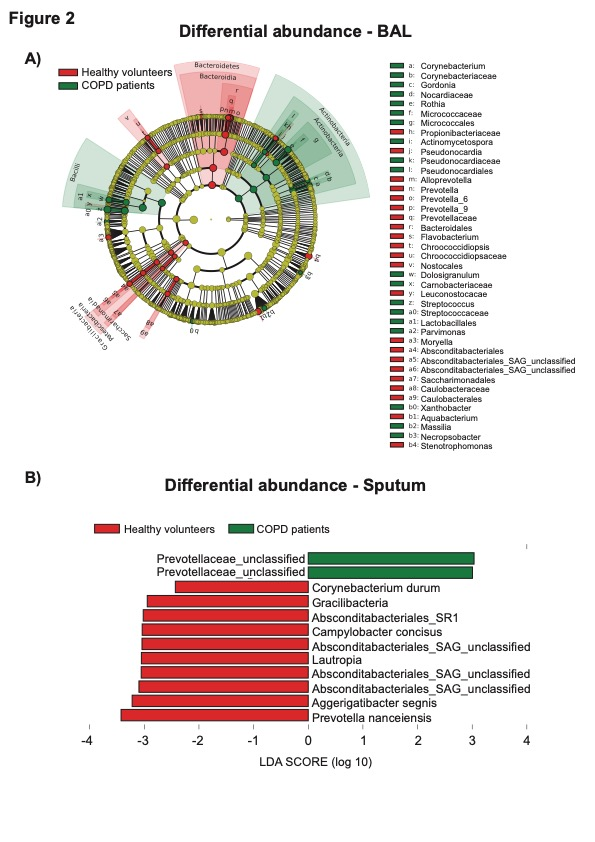 Figure 2
Differential abundance - BAL
A)
Healthy volunteers
COPD patients
Bacteroidetes
Bacteroidia
Actinobacteria
Actinobacteria
Bacilli
Gracilibacteria
Saccharimonadia
a: Corynebacterium
b: Corynebacteriaceae
c: Gordonia
d: Nocardiaceae
e: Rothia
f: Micrococcaceae
g: Micrococcales
h: Propionibacteriaceae
i: Actinomycetospora
j: Pseudonocardia
k: Pseudonocardiaceae
l: Pseudonocardiales
m: Alloprevotella
n: Prevotella
o: Prevotella_6
p: Prevotella_9
q: Prevotellaceae
r: Bacteroidales
s: Flavobacterium
t: Chroococcidiopsis
u: Chroococcidiopsaceae
v: Nostocales
w: Dolosigranulum
x: Carnobacteriaceae
y: Leuconostocacae
z: Streptococcus
a0: Streptococcaceae
a1: Lactobacillales
a2: Parvimonas
a3: Moryella
a4: Absconditabacteriales
a5: Absconditabacteriales_SAG_unclassified
a6: Absconditabacteriales_SAG_unclassified
a7: Saccharimonadales
a8: Caulobacteraceae
a9: Caulobacterales
b0: Xanthobacter
b1: Aquabacterium
b2: Massilia
b3: Necropsobacter
b4: Stenotrophomonas
B)
Differential abundance - Sputum
Healthy volunteers
COPD patients
Prevotellaceae_unclassified
Prevotellaceae_unclassified
Corynebacterium durum
Gracilibacteria
Absconditabacteriales_SR1
Campylobacter concisus
Absconditabacteriales_SAG_unclassified
Lautropia
Absconditabacteriales_SAG_unclassified
Absconditabacteriales_SAG_unclassified
Aggerigatibacter segnis
Prevotella nanceiensis
-4 -3 -2 -1 0 1 2 3 4
LDA SCORE (log 10)